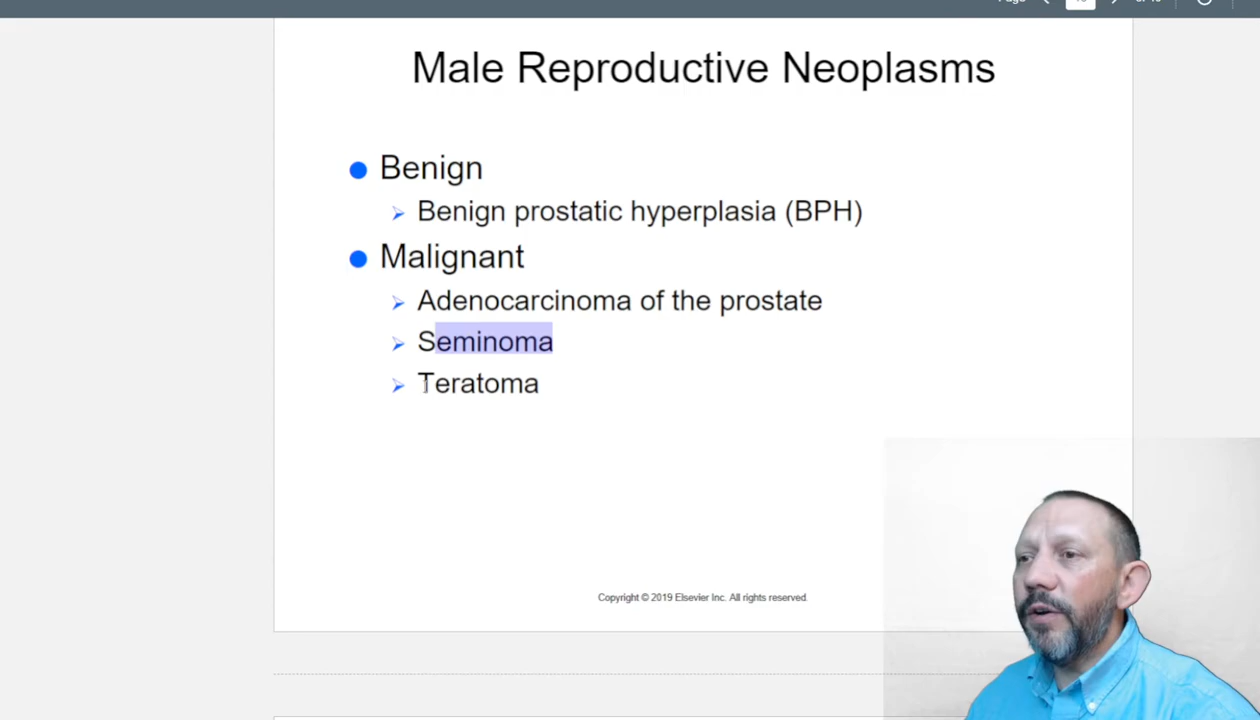 Male Reproductive Neoplasms
Benign
Benign prostatic hyperplasia (BPH)
Malignant
Adenocarcinoma of the prostate
Seminoma
Teratoma
Copyright © 2019 Elsevier Inc. All rights reserved.